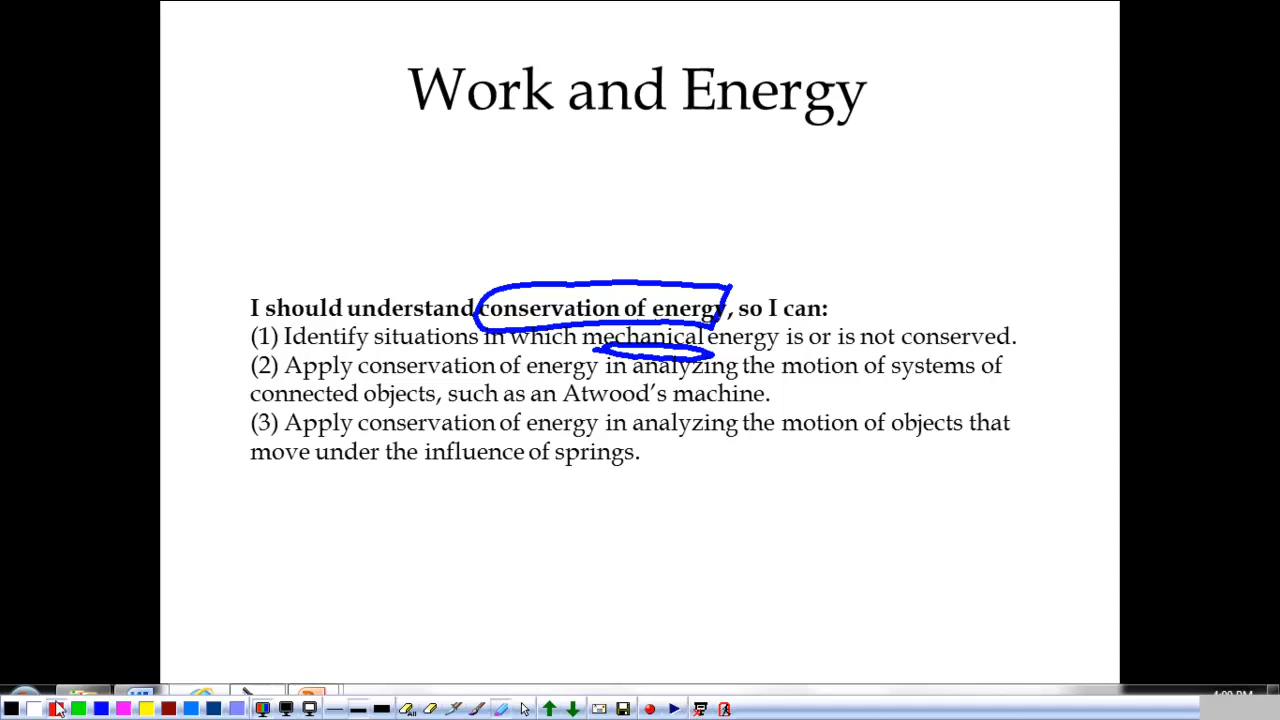 Work and Energy
I should understand conservation of energy, so I can:
(1) Identify situations in which mechanical energy is or is not conserved.
(2) Apply conservation of energy in analyzing the motion of systems of
connected objects, such as an Atwood’s machine.
(3) Apply conservation of energy in analyzing the motion of objects that
move under the influence of springs.